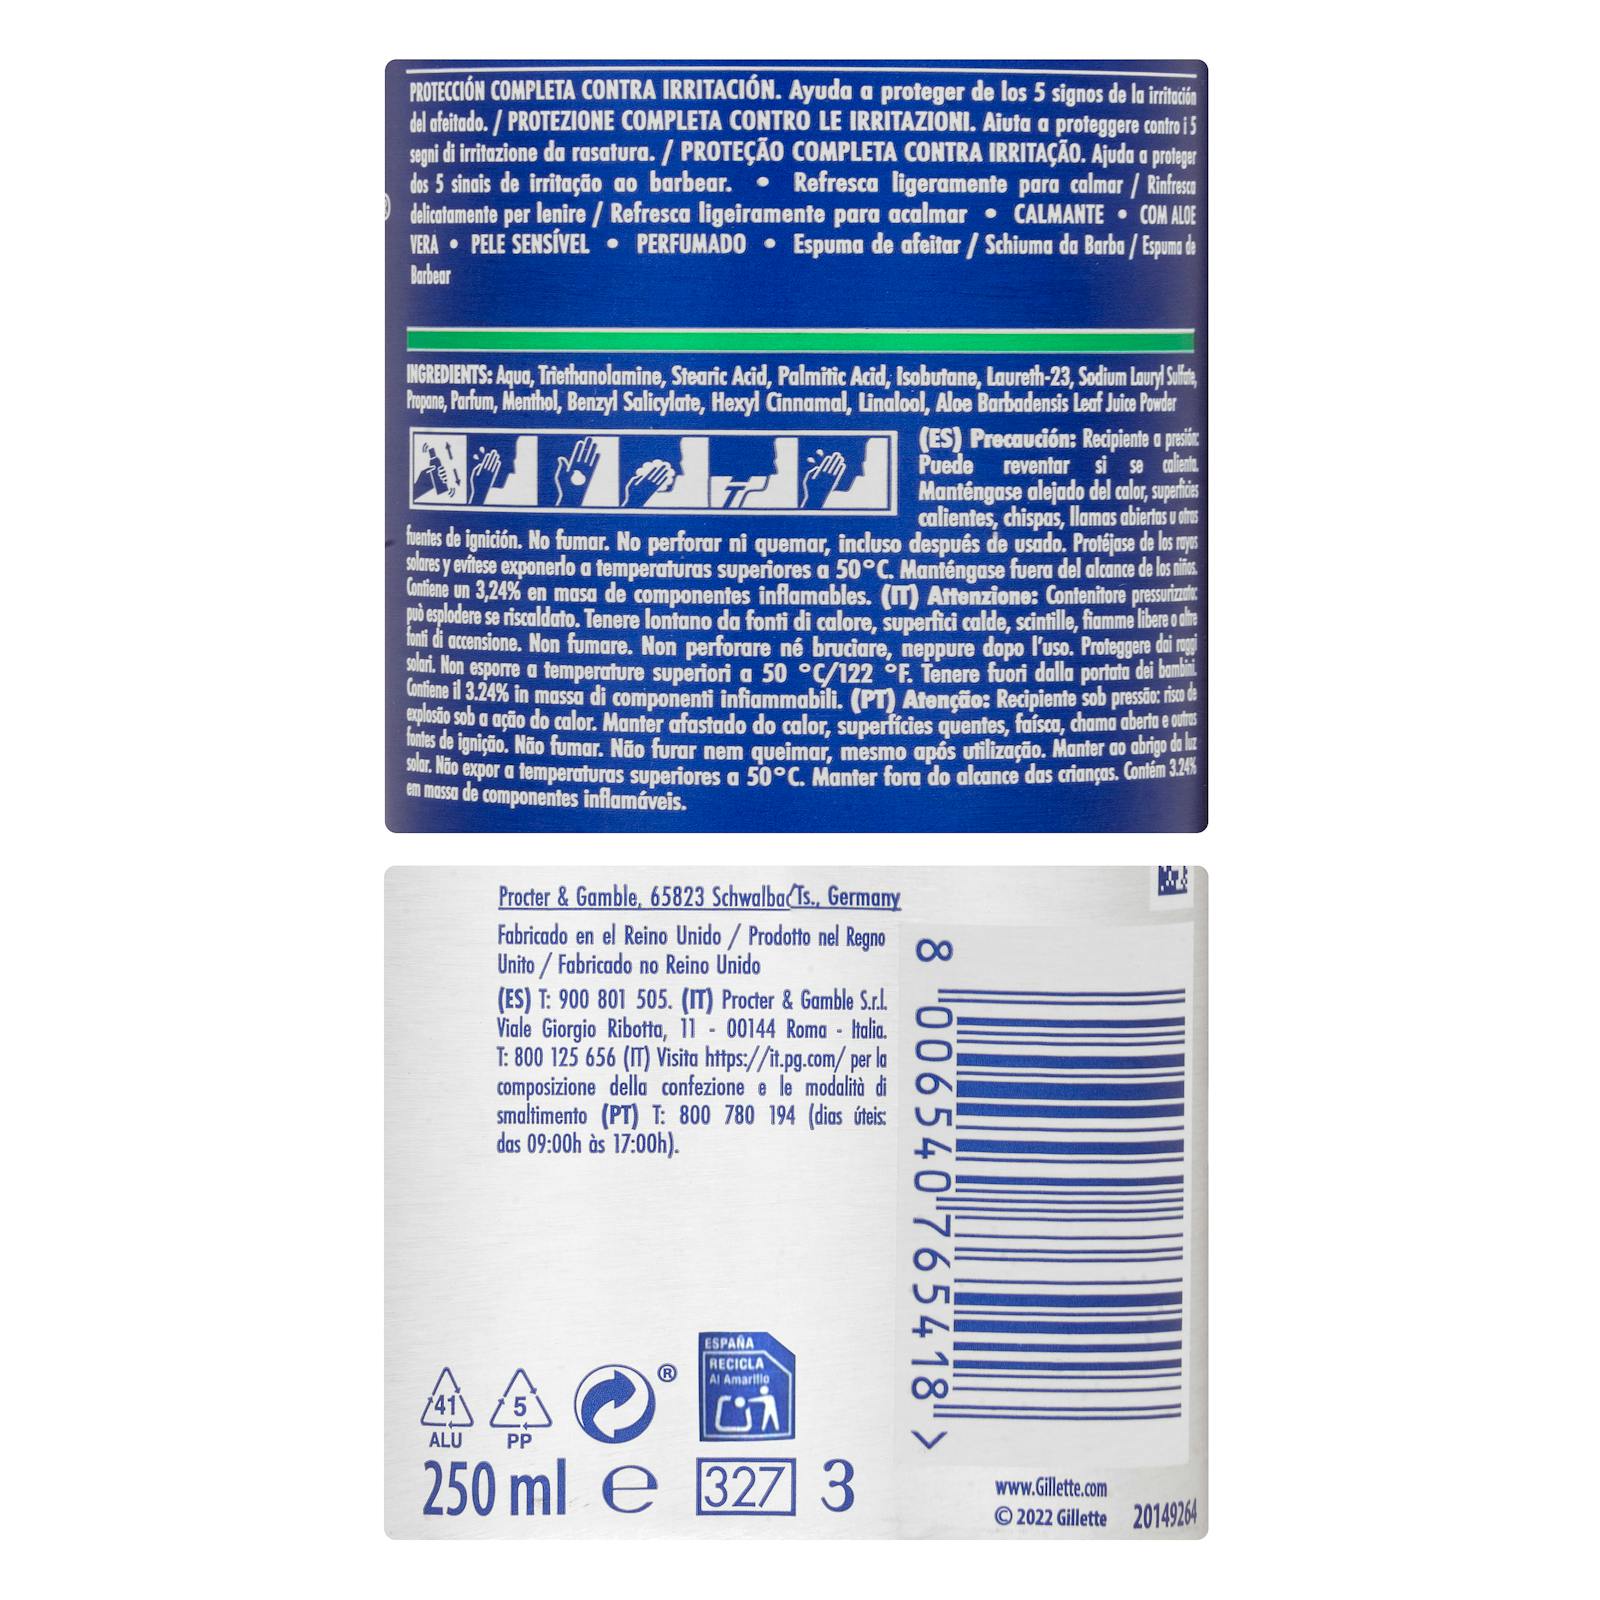 PROTECCIÓN COMPLETA CONTRA IRRITACIÓN. Ayuda a proteger de los 5 signos de la irritación
del afeitado. / PROTEZIONE COMPLETA CONTRO LE IRRITAZIONI. Aiuta a proteggere contro i 5
segni di irritazione da rasatura. / PROTEÇÃO COMPLETA CONTRA IRRITAÇÃO. Ajuda a proteger
dos 5 sinais de irritação ao barbear. • Refresca ligeramente para calmar / Rinfresca
delicatamente per lenire / Refresca ligeiramente para acalmar • CALMANTE • COM ALOE
VERA • PELE SENSÍVEL • PERFUMADO • Espuma de afeitar / Schiuma da Barba / Espuma de
Barbear
INGREDIENTS: Aqua, Triethanolamine, Stearic Acid, Palmitic Acid, Isobutane, Laureth-23, Sodium Lauryl Sulfate,
Propane, Parfum, Menthol, Benzyl Salicylate, Hexyl Cinnamal, Linalool, Aloe Barbadensis Leaf Juice Powder
(ES) Precaución: Recipiente a presión:
Puede reventar si se calienta.
Manténgase alejado del calor, superficies
calientes, chispas, llamas abiertas u otras
fuentes de ignición. No fumar. No perforar ni quemar, incluso después de usado. Protéjase de los rayos
solares y evítese exponerlo a temperaturas superiores a 50°C. Manténgase fuera del alcance de los niños.
Contiene un 3,24% en masa de componentes inflamables. (IT) Attenzione: Contenitore pressurizzato:
può esplodere se riscaldato. Tenere lontano da fonti di calore, superfici calde, scintille, fiamme libere o altre
fonti di accensione. Non fumare. Non perforare né bruciare, neppure dopo l'uso. Proteggere dai raggi
solari. Non esporre a temperature superiori a 50 °C/122 °F. Tenere fuori dalla portata dei bambini.
Contiene il 3.24% in massa di componenti infiammabili. (PT) Atenção: Recipiente sob pressão: risco de
explosão sob a ação do calor. Manter afastado do calor, superfícies quentes, faísca, chama aberta e outras
fontes de ignição. Não fumar. Não furar nem queimar, mesmo após utilização. Manter ao abrigo da luz
solar. Não expor a temperaturas superiores a 50°C. Manter fora do alcance das crianças. Contém 3.24%
em massa de componentes inflamáveis.
Procter & Gamble, 65823 Schwalbac/Ts., Germany
Fabricado en el Reino Unido / Prodotto nel Regno
Unito / Fabricado no Reino Unido
(ES) T: 900 801 505. (IT) Procter & Gamble S.r.l.
Viale Giorgio Ribotta, 11 - 00144 Roma - Italia.
T: 800 125 656 (IT) Visita https://it.pg.com/ per la
composizione della confezione e le modalità di
smaltimento (PT) T: 800 780 194 (dias úteis:
das 09:00h às 17:00h).
8 006540 765418 >
ESPAÑA
RECICLA
Al Amarillo
41
ALU
5
PP
®
250 ml e 327 3
www.Gillette.com
© 2022 Gillette
20149264